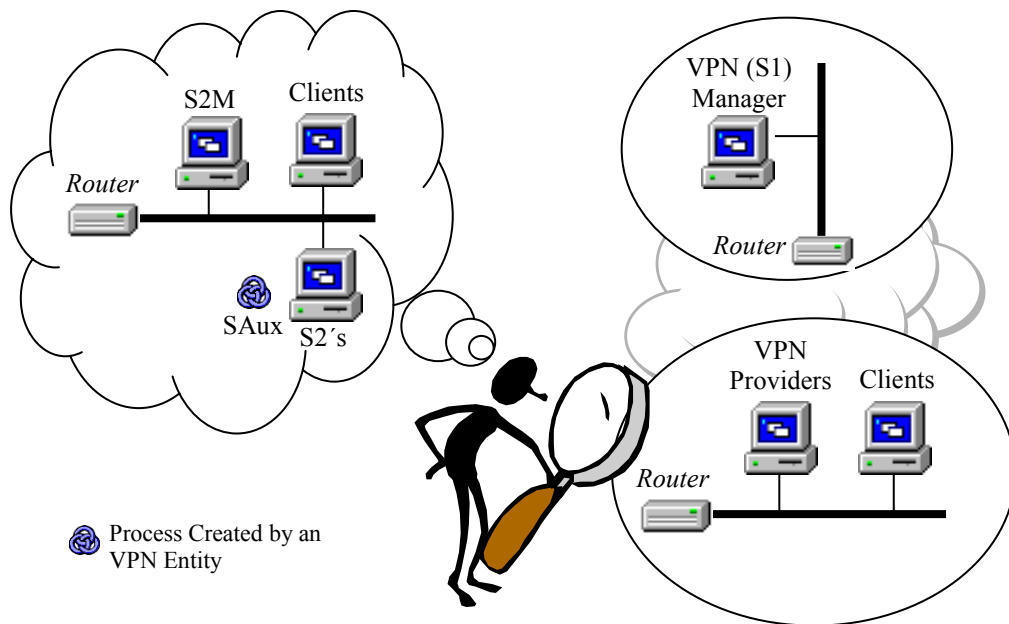 S2M
Clients
Router
SAux
S2´s
VPN (S1)
Manager
Router
VPN
Providers
Clients
Router
Process Created by an
VPN Entity